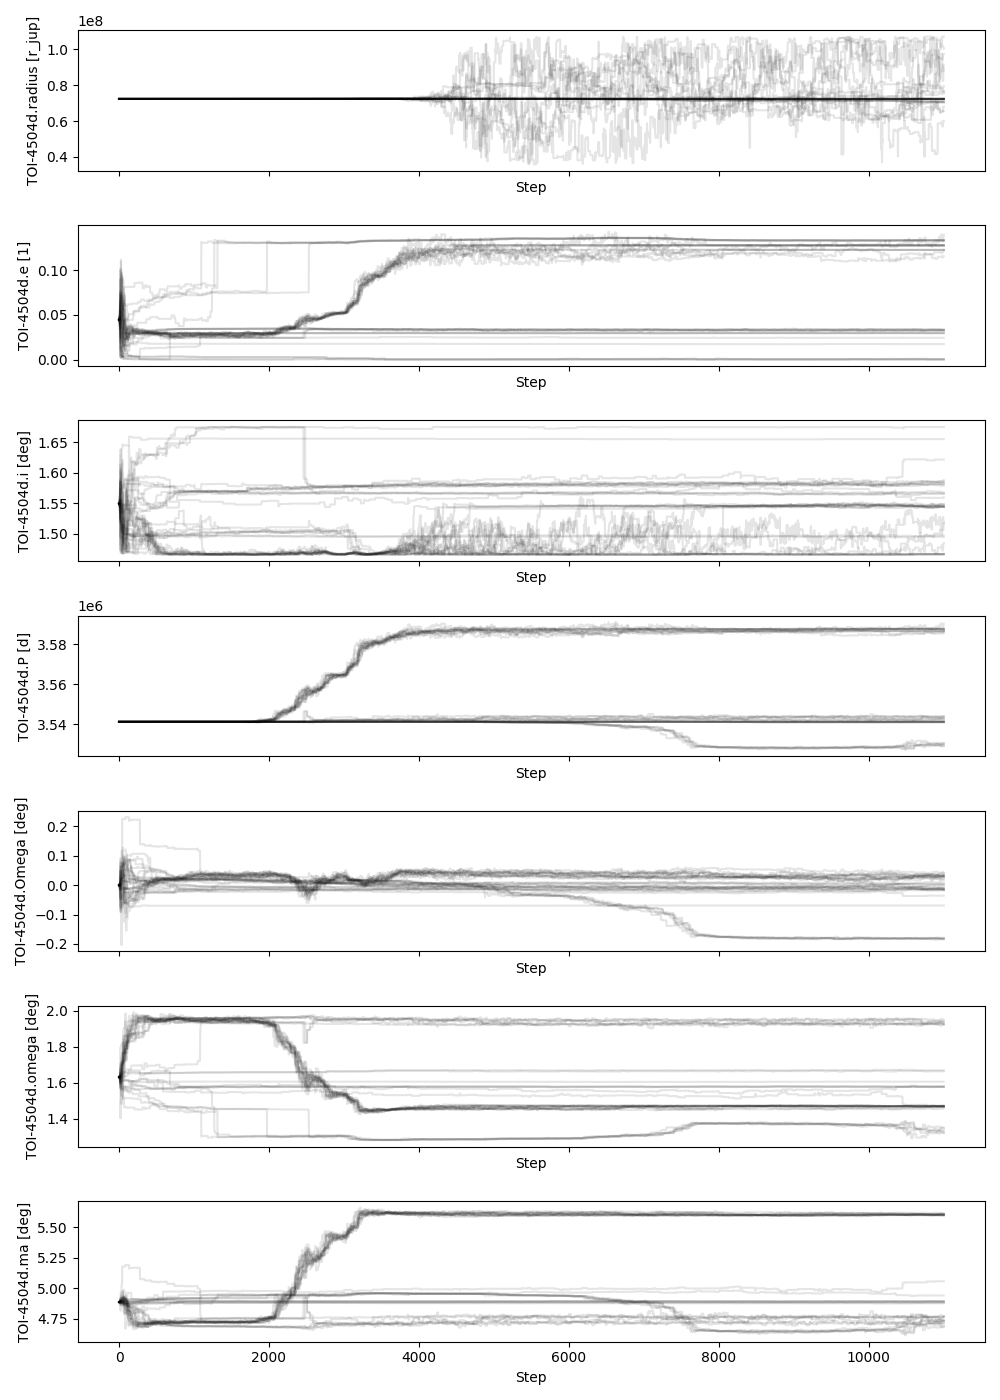 1e8
TOI-4504d.radius [r_jup]
1.0
0.8
0.6
0.4
Step
TOI-4504d.e [1]
0.10
0.05
0.00
Step
TOI-4504d.i [deg]
1.65
1.60
1.55
1.50
Step
1e6
TOI-4504d.P [d]
3.58
3.56
3.54
Step
TOI-4504d.Omega [deg]
0.2
0.1
0.0
−0.1
−0.2
Step
TOI-4504d.omega [deg]
2.0
1.8
1.6
1.4
Step
TOI-4504d.ma [deg]
5.50
5.25
5.00
4.75
0 2000 4000 6000 8000 10000
Step